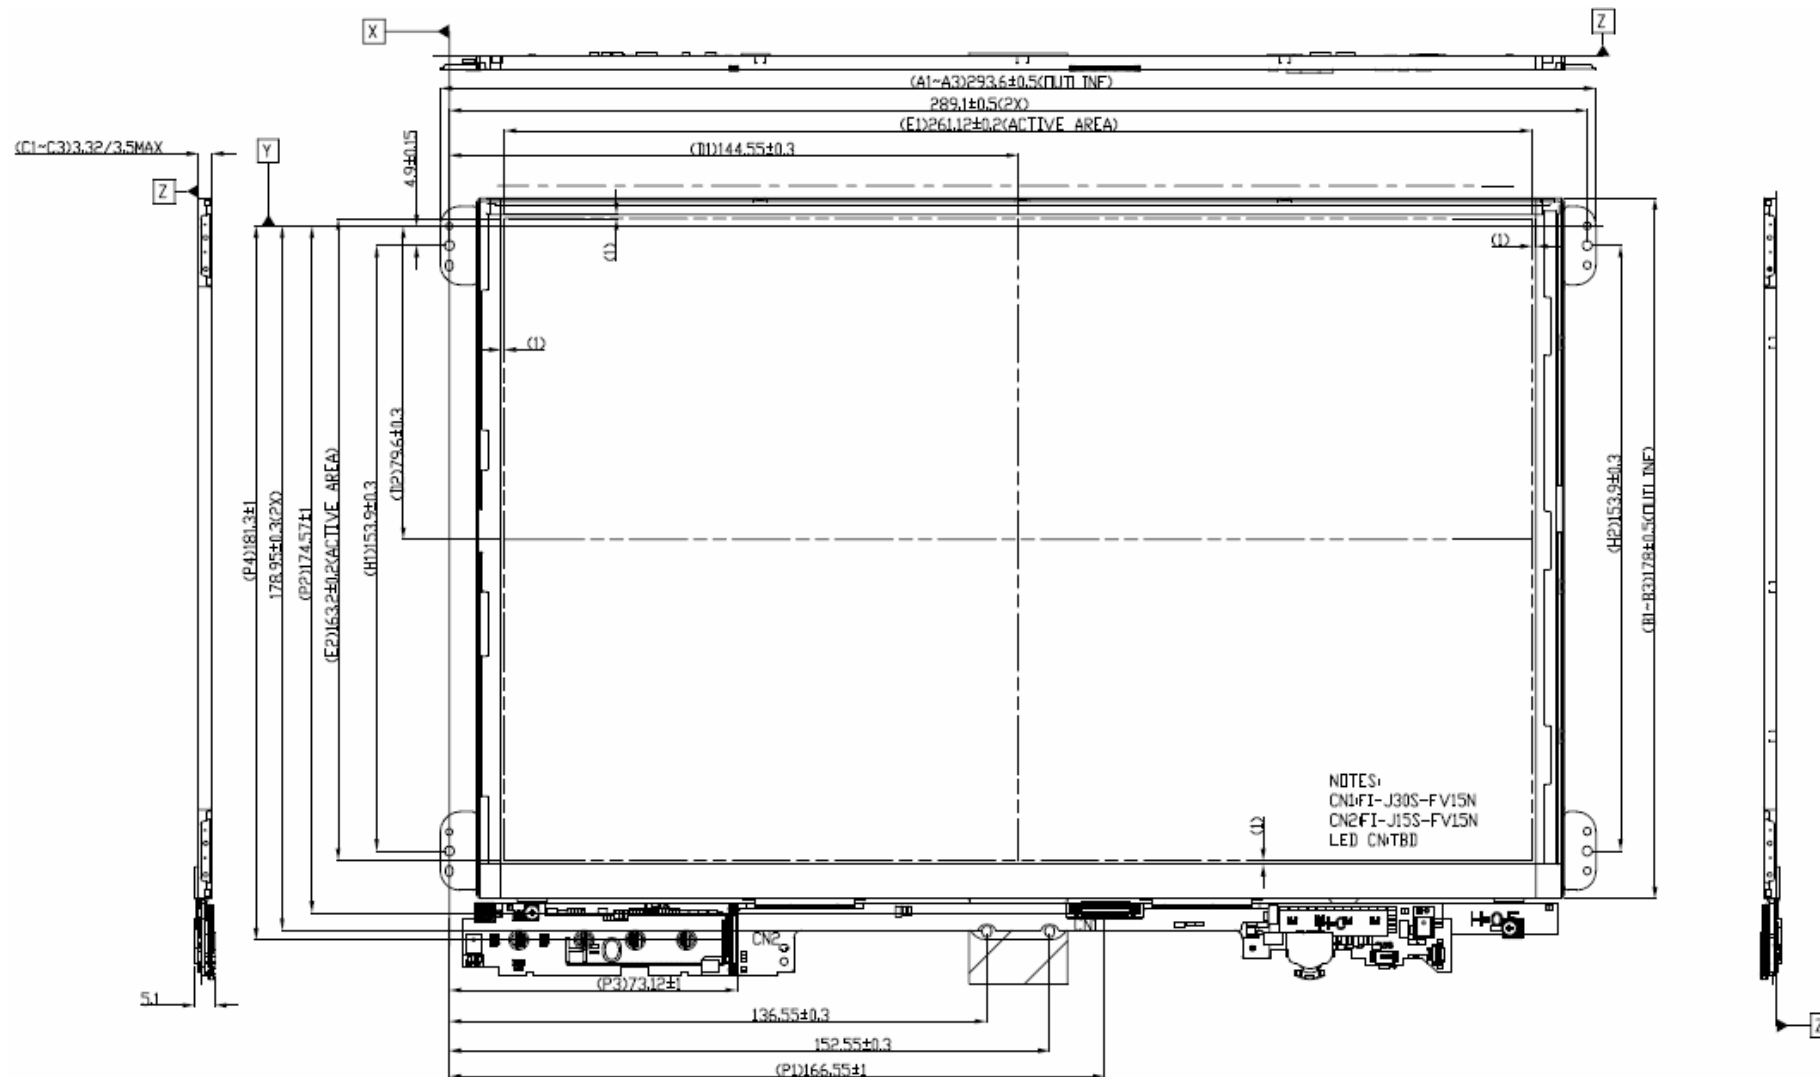 X
Z
(A1~A3)293.6±0.5(OUTLINE)
289.1±0.5(2X)
(E1)261.12±0.2(ACTIVE AREA)
(D1)144.55±0.3
(C1~C3)3.32/3.5MAX
Y
4.9±0.15
Z
(1)
(1)
(1)
(D2)79.6±0.3
(H1)153.9±0.3
(E2)163.2±0.2(ACTIVE AREA)
(P2)174.57±1
178.95±0.3(2X)
(P4)181.3±1
(H2)153.9±0.3
(B1~B3)178±0.5(OUTLINE)
NOTES:
CN1:FI-J30S-FV15N
CN2:FI-J15S-FV15N
LED CN:TBD
(1)
CN2
CN1
(P3)73.12±1
5.1
136.55±0.3
152.55±0.3
(P1)166.55±1
Z